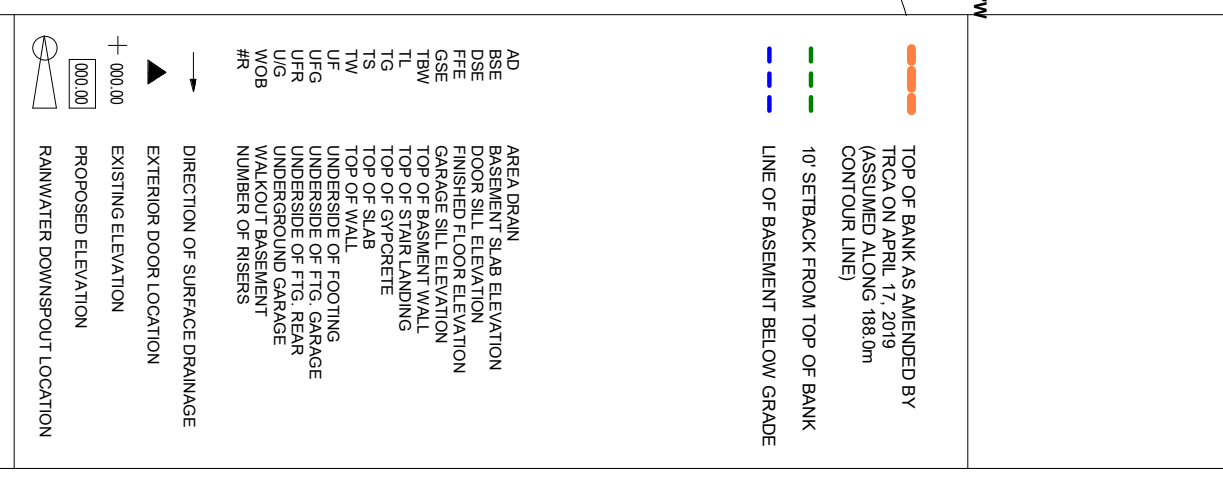 TOP OF BANK AS AMENDED BY
TRCA ON APRIL 17, 2019
(ASSUMED ALONG 188.0m
CONTOUR LINE)
10' SETBACK FROM TOP OF BANK
LINE OF BASEMENT BELOW GRADE
AD AREA DRAIN
BSE BASEMENT SLAB ELEVATION
DSE DOOR SILL ELEVATION
FFE FINISHED FLOOR ELEVATION
GSE GARAGE SILL ELEVATION
TBW TOP OF BASMENT WALL
TL TOP OF STAIR LANDING
TG TOP OF GYPCRETE
TS TOP OF SLAB
TW TOP OF WALL
UF UNDERSIDE OF FOOTING
UFG UNDERSIDE OF FTG. GARAGE
UFR UNDERSIDE OF FTG. REAR
U/G UNDERGROUND GARAGE
WOB WALKOUT BASEMENT
#R NUMBER OF RISERS
DIRECTION OF SURFACE DRAINAGE
EXTERIOR DOOR LOCATION
000.00 EXISTING ELEVATION
000.00 PROPOSED ELEVATION
RAINWATER DOWNSPOUT LOCATION